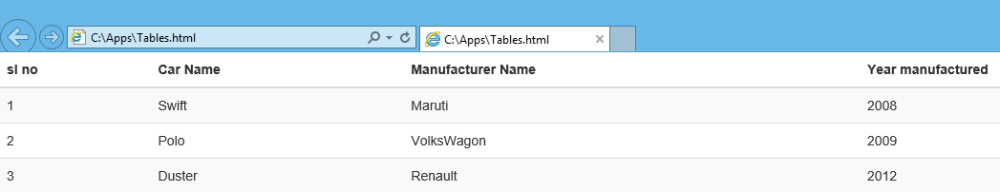 C:\Apps\Tables.html C:\Apps\Tables.html
sl no Car Name Manufacturer Name Year manufactured
1 Swift Maruti 2008
2 Polo VolksWagon 2009
3 Duster Renault 2012